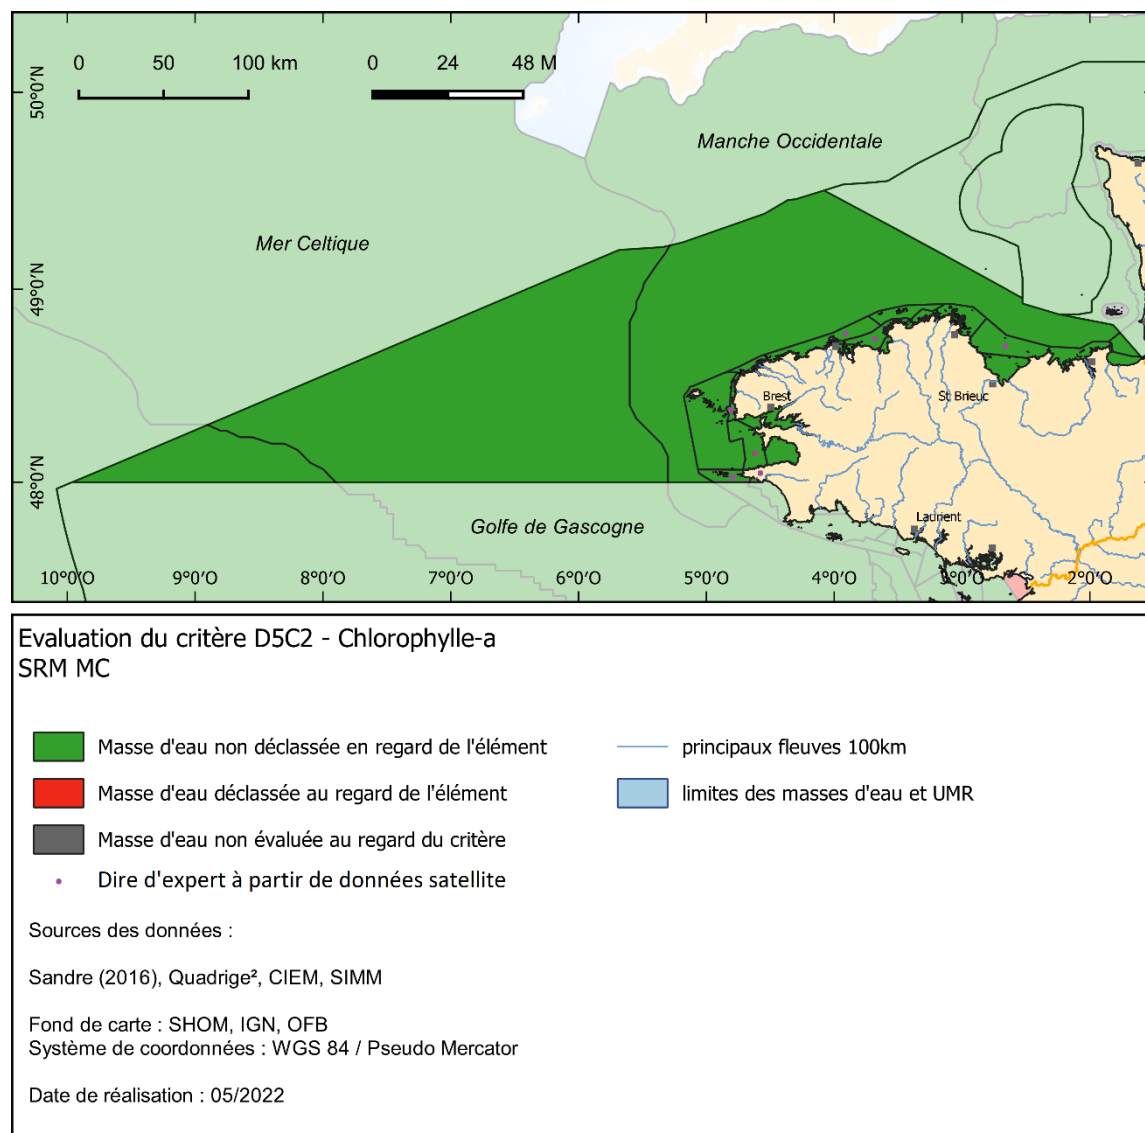 0 50 100 km
0 24 48 M
50°0′N
Manche Occidentale
Mer Celtique
49°0′N
Brest
St Brieuc
48°0′N
Laurient
Golfe de Gascogne
10°0′O 9°0′O 8°0′O 7°0′O 6°0′O 5°0′O 4°0′O 3°0′O 2°0′O
Evaluation du critère D5C2 - Chlorophylle-a
SRM MC
Masse d'eau non déclassée en regard de l'élément
Masse d'eau déclassée au regard de l'élément
Masse d'eau non évaluée au regard du critère
Dire d'expert à partir de données satellite
principaux fleuves 100km
limites des masses d'eau et UMR
Sources des données :
Sandre (2016), Quadrige², CIEM, SIMM
Fond de carte : SHOM, IGN, OFB
Système de coordonnées : WGS 84 / Pseudo Mercator
Date de réalisation : 05/2022